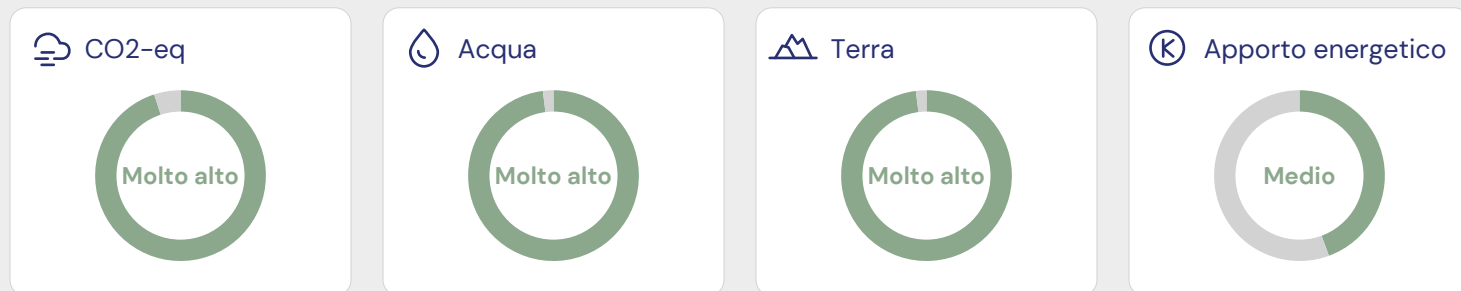 CO2-eq
Molto alto
Acqua
Molto alto
Terra
Molto alto
Apporto energetico
Medio